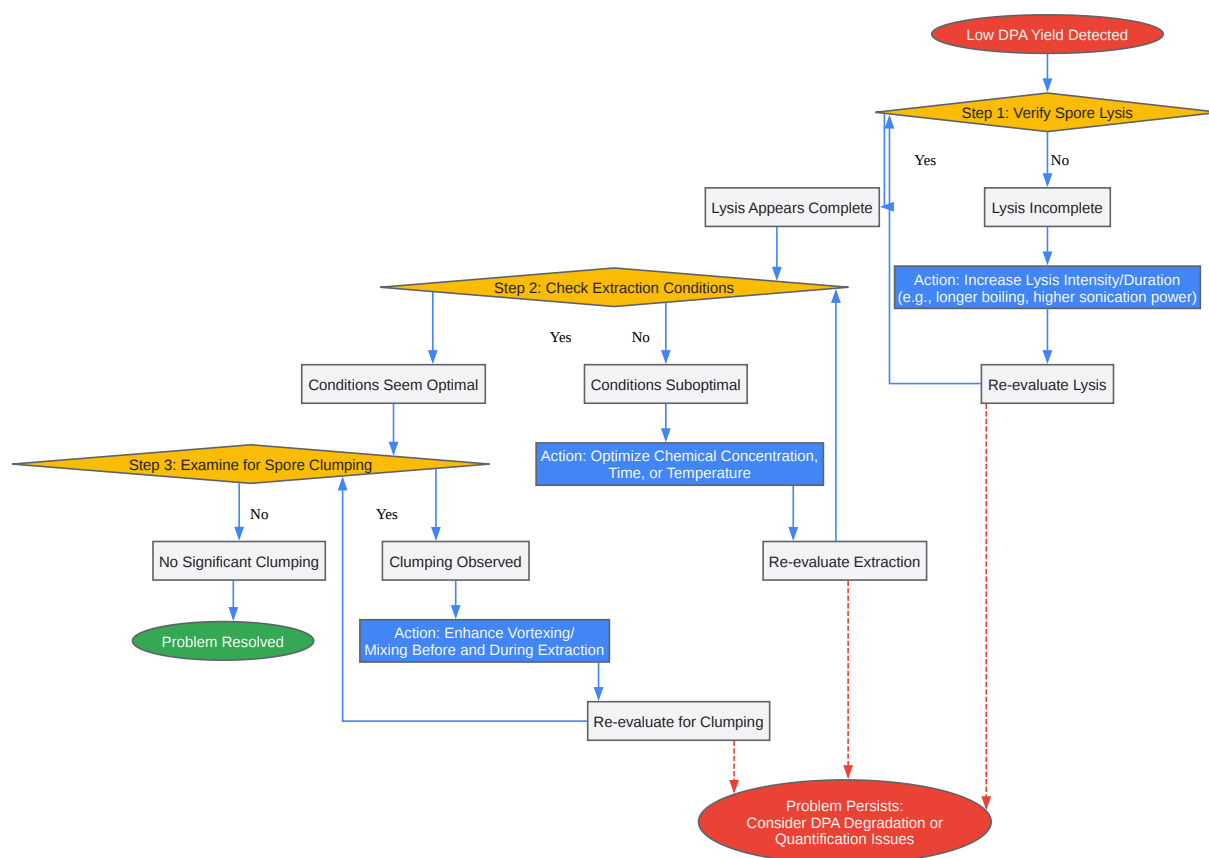 Low DPA Yield Detected
Step 1: Verify Spore Lysis
Yes
No
Lysis Appears Complete
Lysis Incomplete
Action: Increase Lysis Intensity/Duration
(e.g., longer boiling, higher sonication power)
Step 2: Check Extraction Conditions
Yes
No
Conditions Seem Optimal
Conditions Suboptimal
Re-evaluate Lysis
Action: Optimize Chemical Concentration,
Time, or Temperature
Step 3: Examine for Spore Clumping
No
Yes
No Significant Clumping
Clumping Observed
Re-evaluate Extraction
Problem Resolved
Action: Enhance Vortexing/
Mixing Before and During Extraction
Re-evaluate for Clumping
Problem Persists:
Consider DPA Degradation or
Quantification Issues